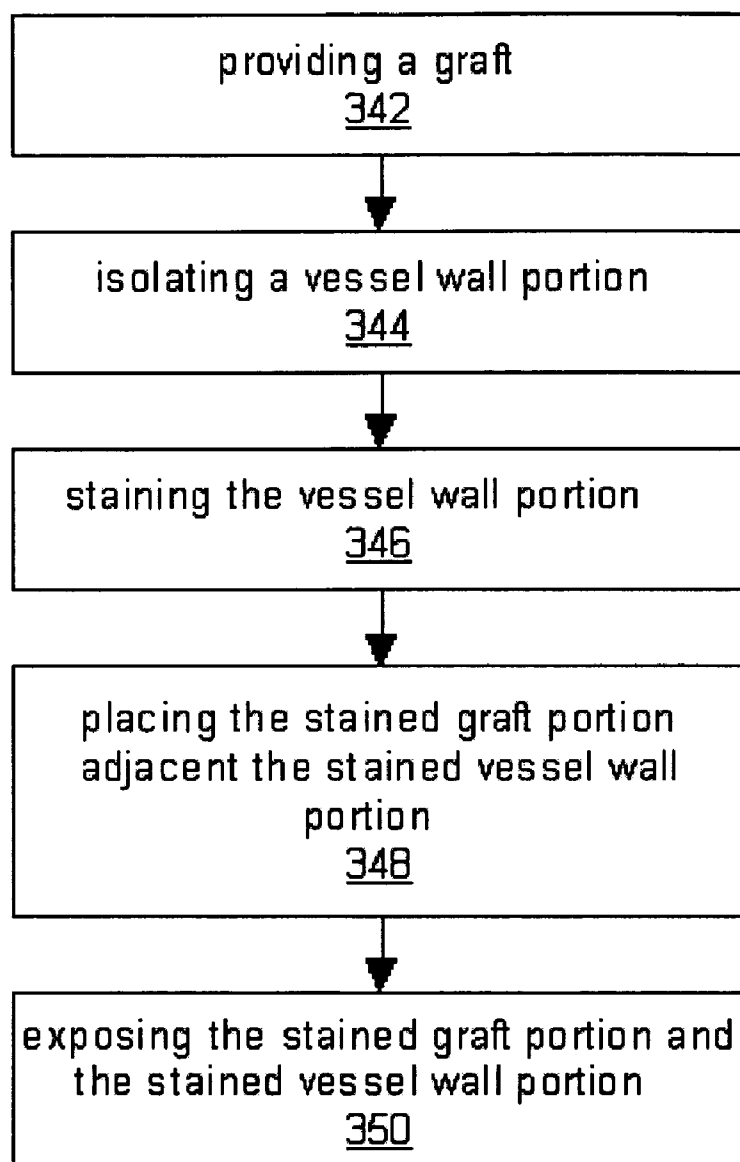 providing a graft
342
isolating a vessel wall portion
344
staining the vessel wall portion
346
placing the stained graft portion
adjacent the stained vessel wall
portion
348
exposing the stained graft portion and
the stained vessel wall portion
350